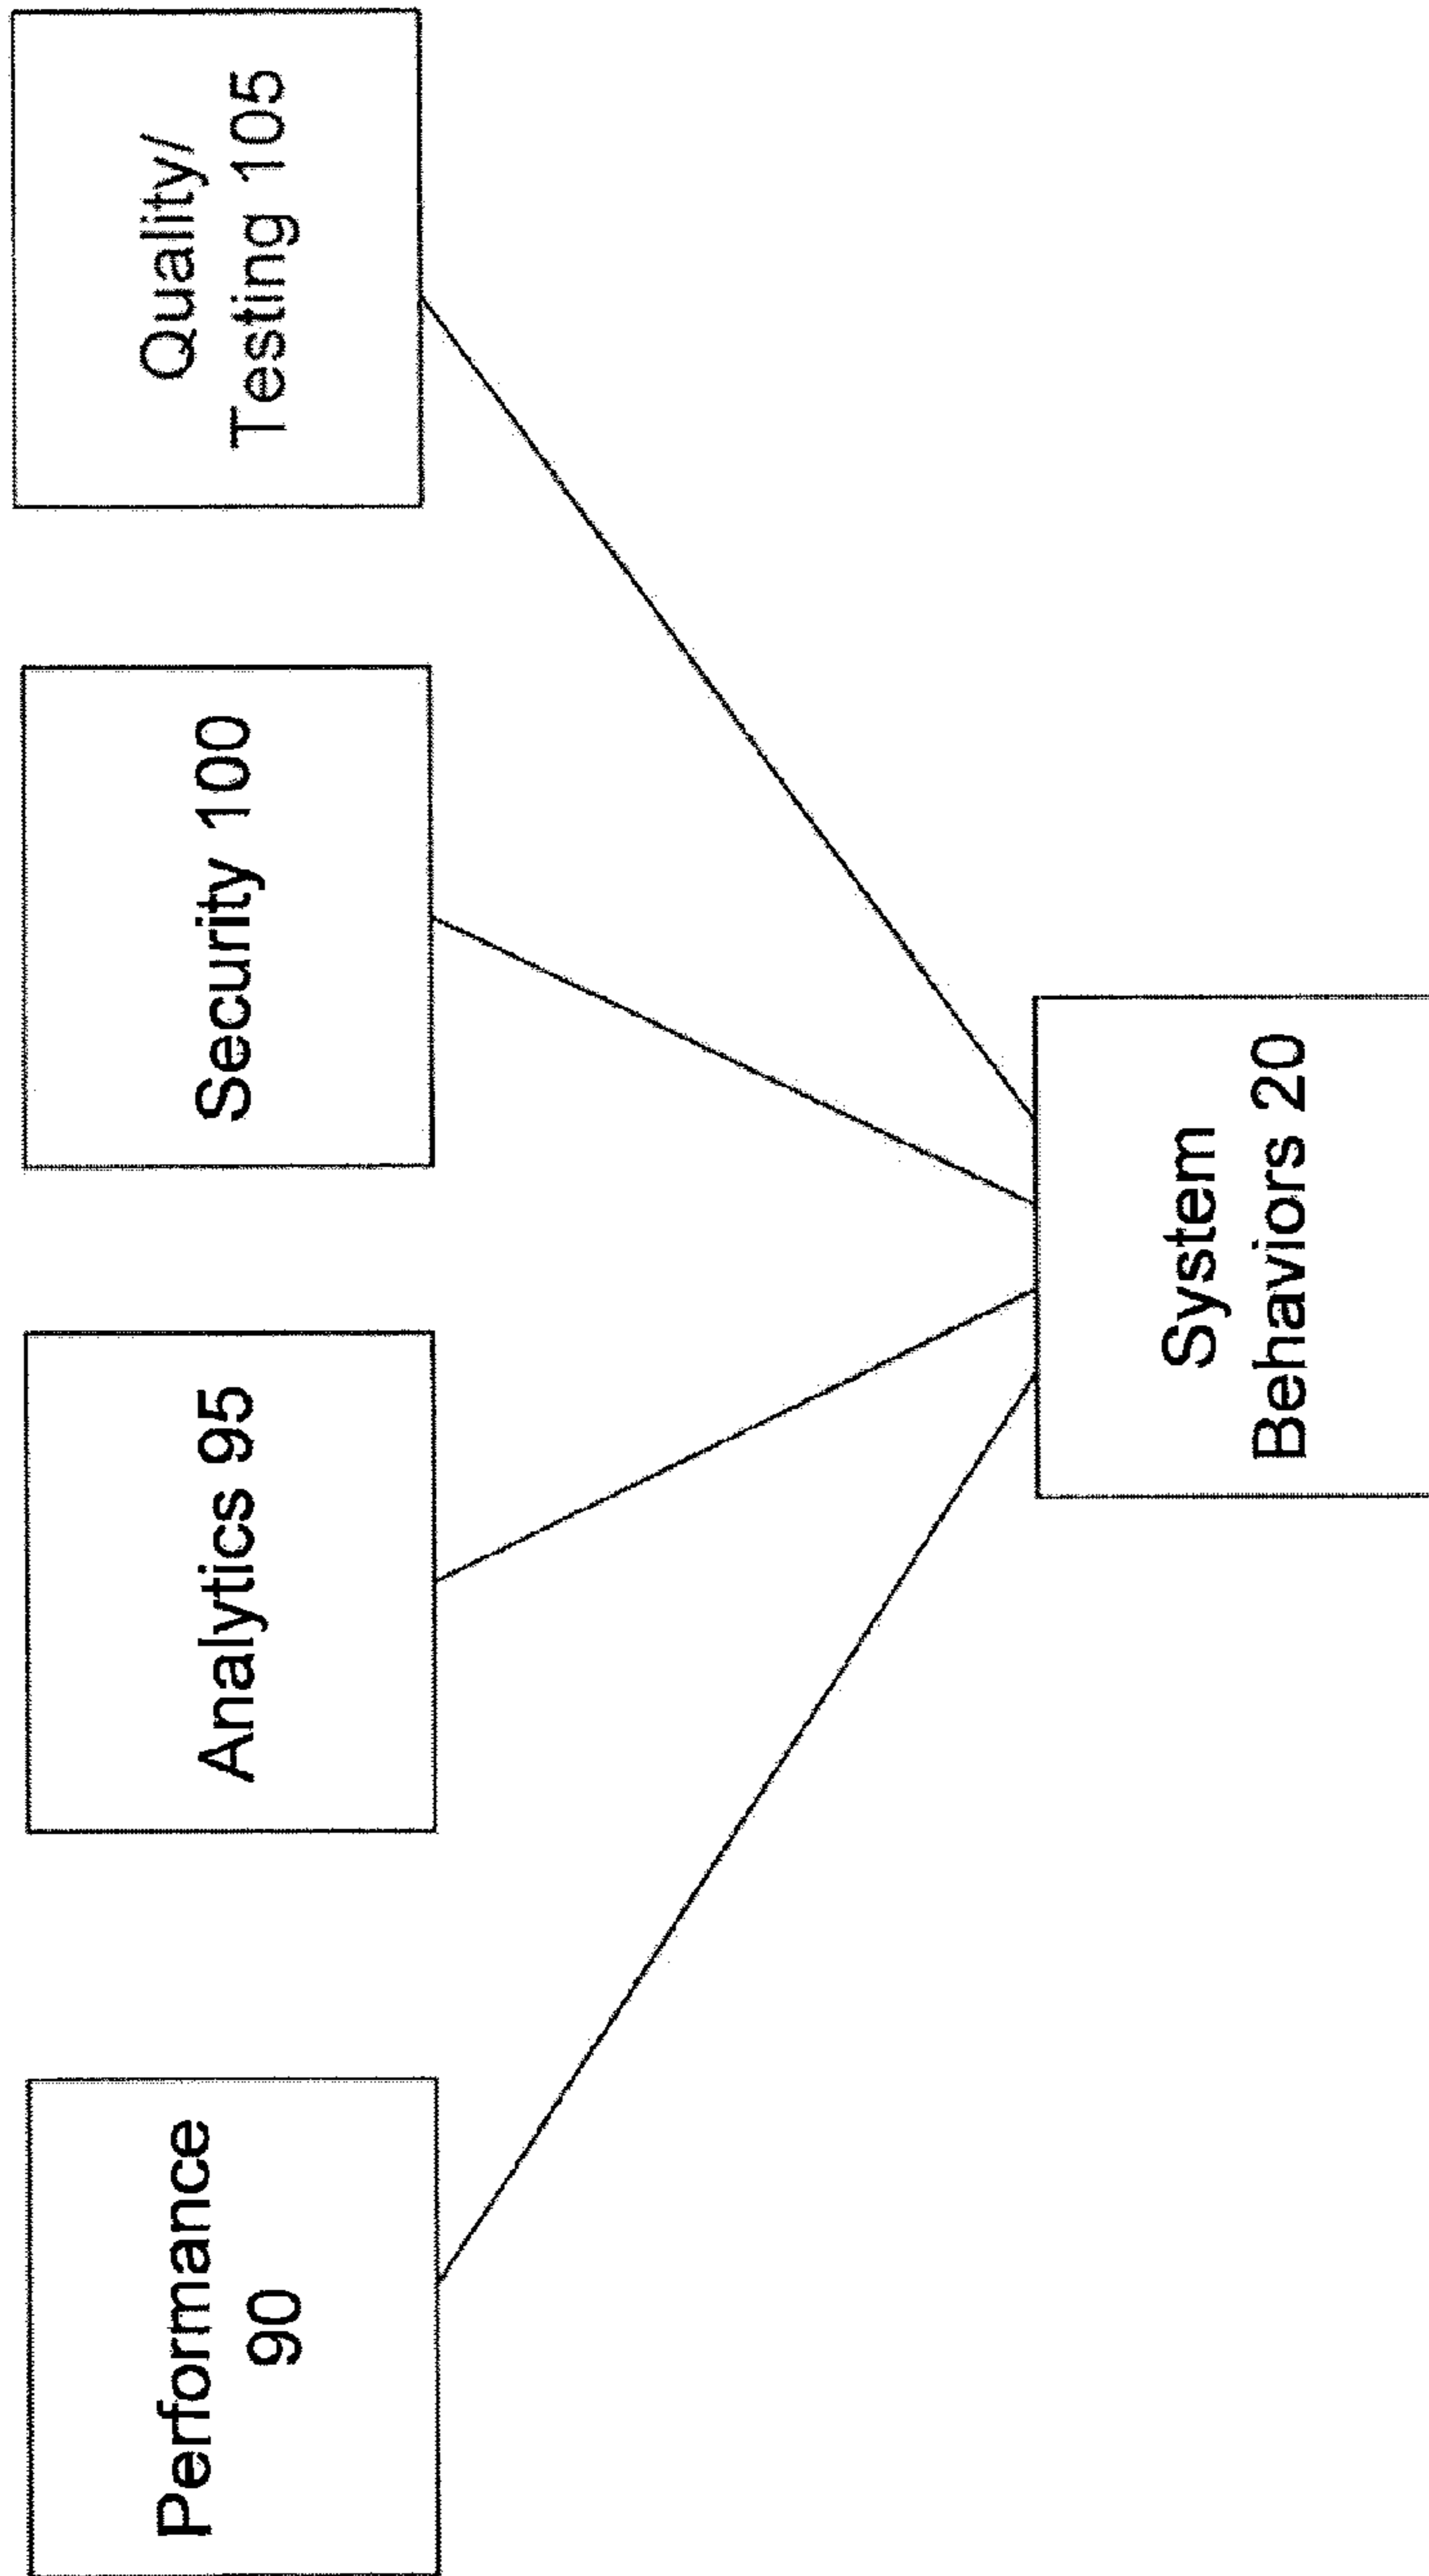 Performance
90
Analytics 95
Security 100
Quality/
Testing 105
System
Behaviors 20